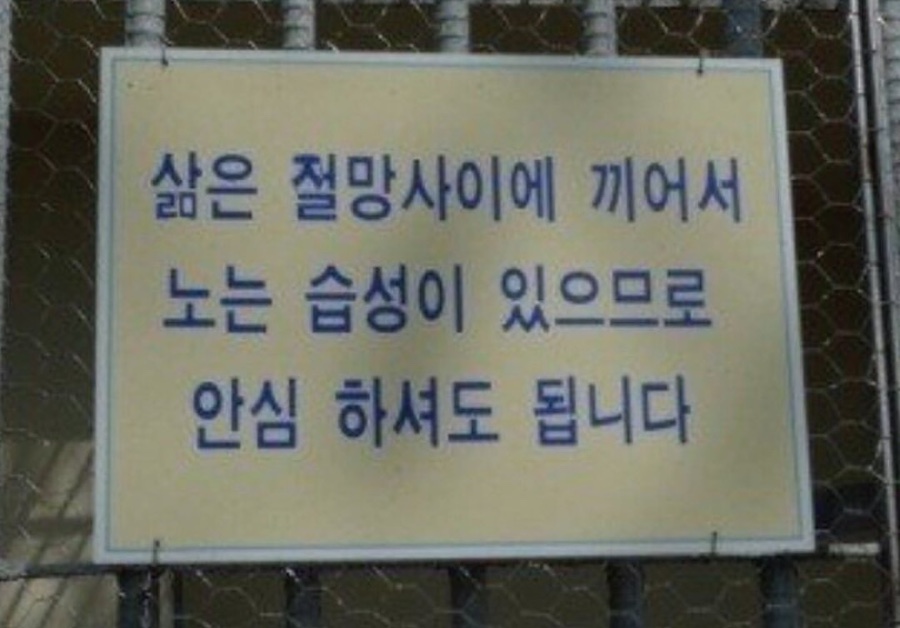 삶은 절망사이에 끼어서
노는 습성이 있으므로
안심 하셔도 됩니다